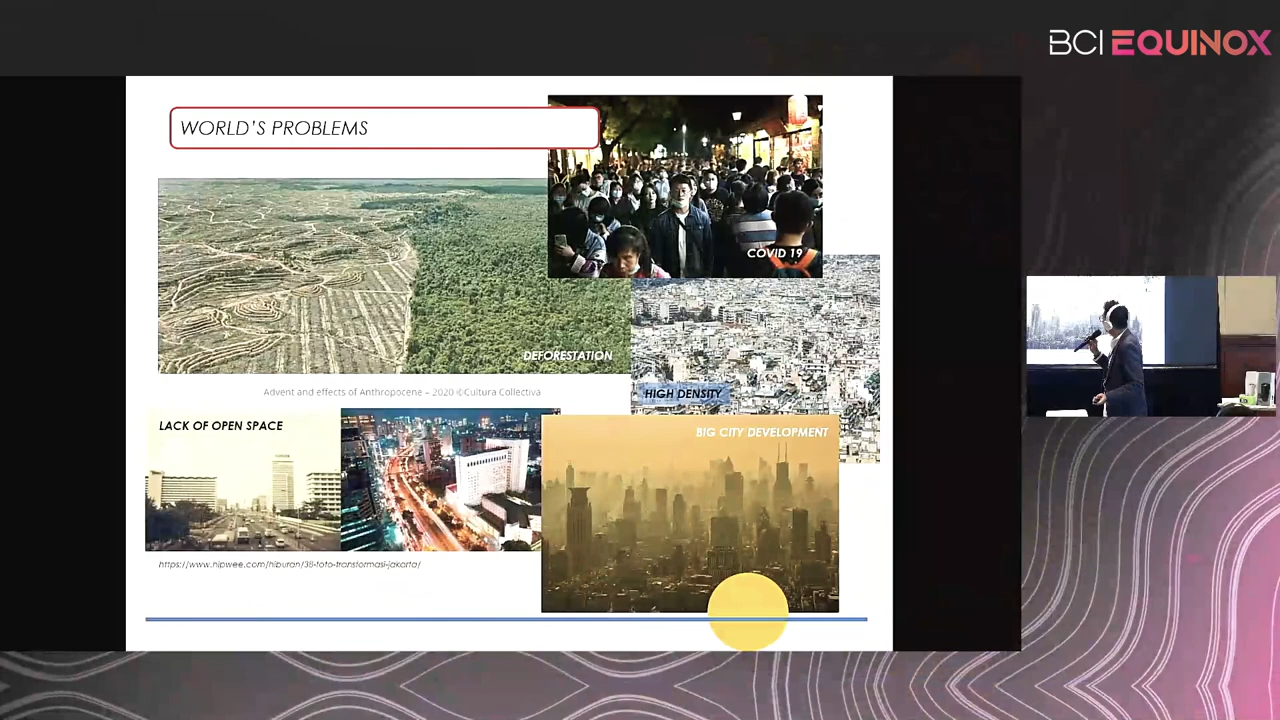 BCI EQUINOX
WORLD'S PROBLEMS
COVID 19
DEFORESTATION
Advent and effects of Anthropocene – 2020 ©Cultura Collectiva
HIGH DENSITY
LACK OF OPEN SPACE
BIG CITY DEVELOPMENT
https://www.hipwee.com/hiburan/38-foto-transformasi-jakarta/